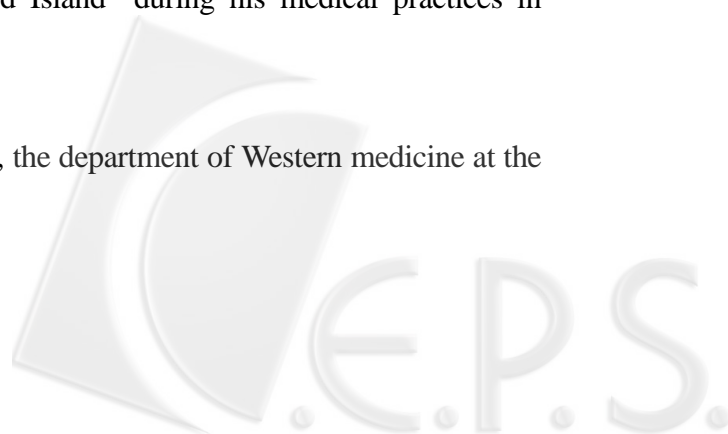 Island during his medical practices in
, the department of Western medicine at the
C.E.P.S.